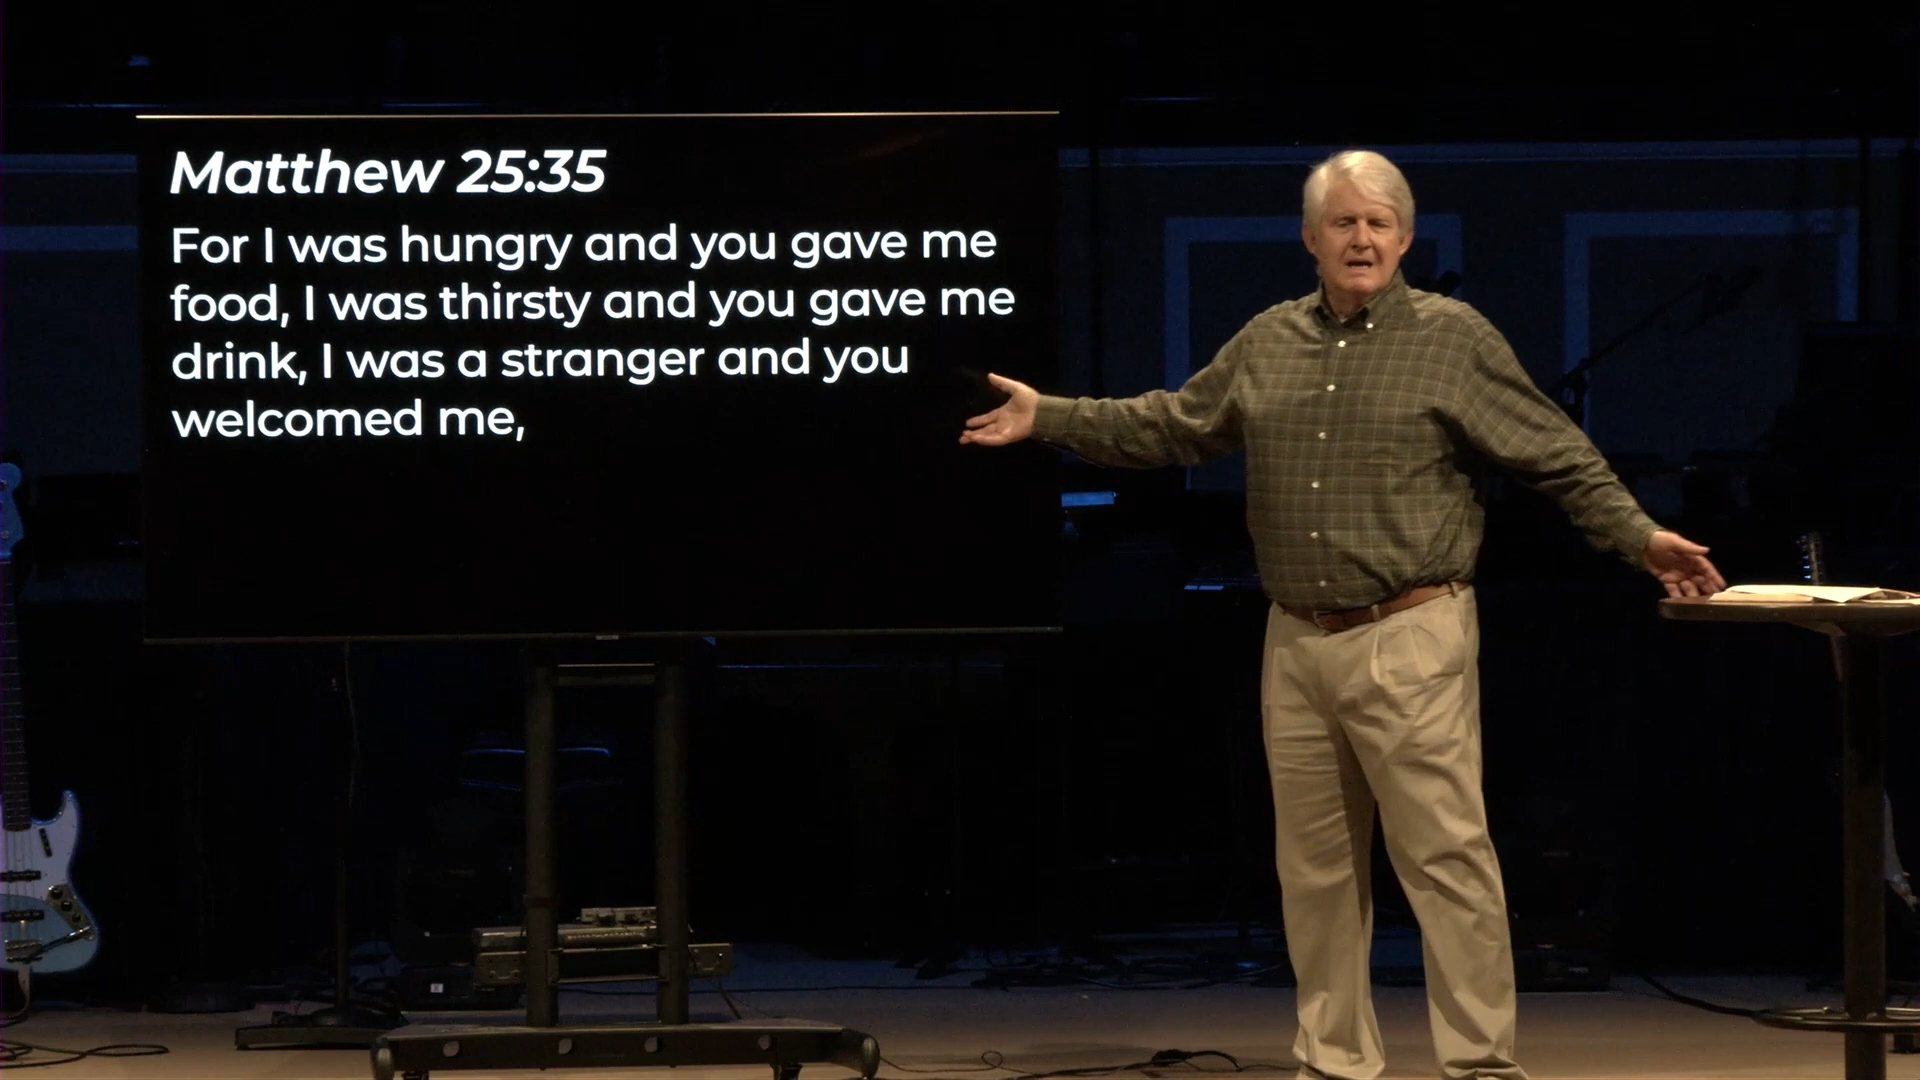 Matthew 25:35
For I was hungry and you gave me
food, I was thirsty and you gave me
drink, I was a stranger and you
welcomed me,